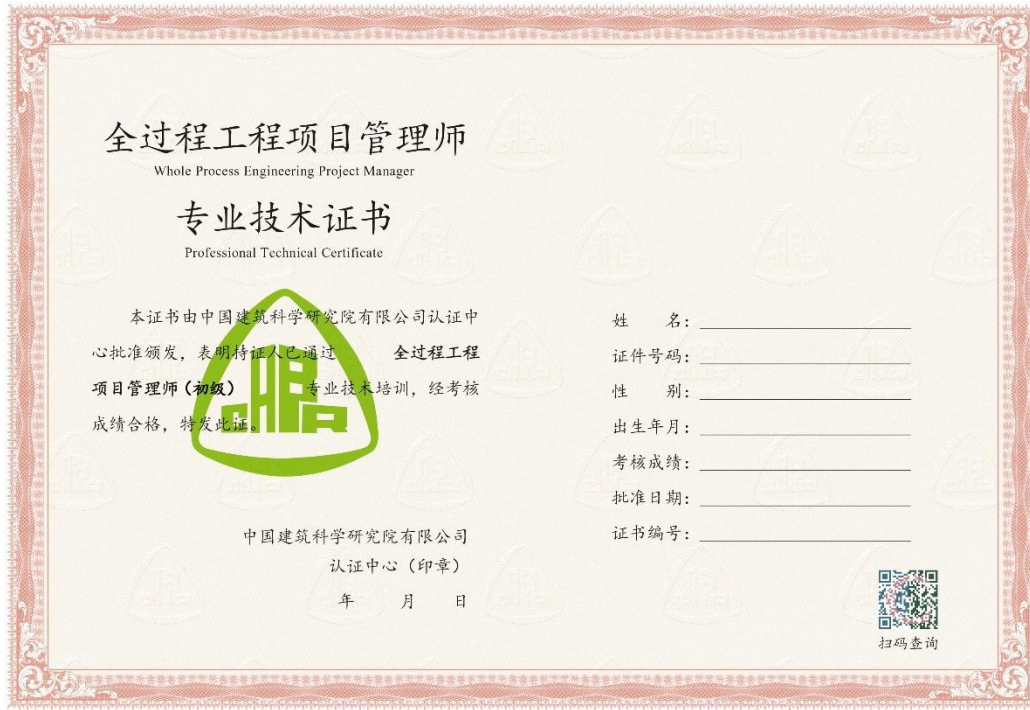 全过程工程项目管理师
Whole Process Engineering Project Manager
专业技术证书
Professional Technical Certificate
本证书由中国建筑科学研究院有限公司认证中
心批准颁发，表明持证人已通过 全过程工程
项目管理师（初级） 专业技术培训，经考核
成绩合格，特发此证。
CABR
中国建筑科学研究院有限公司
认证中心（印章）
年 月 日
姓 名：
证件号码：
性 别：
出生年月：
考核成绩：
批准日期：
证书编号：
扫码查询